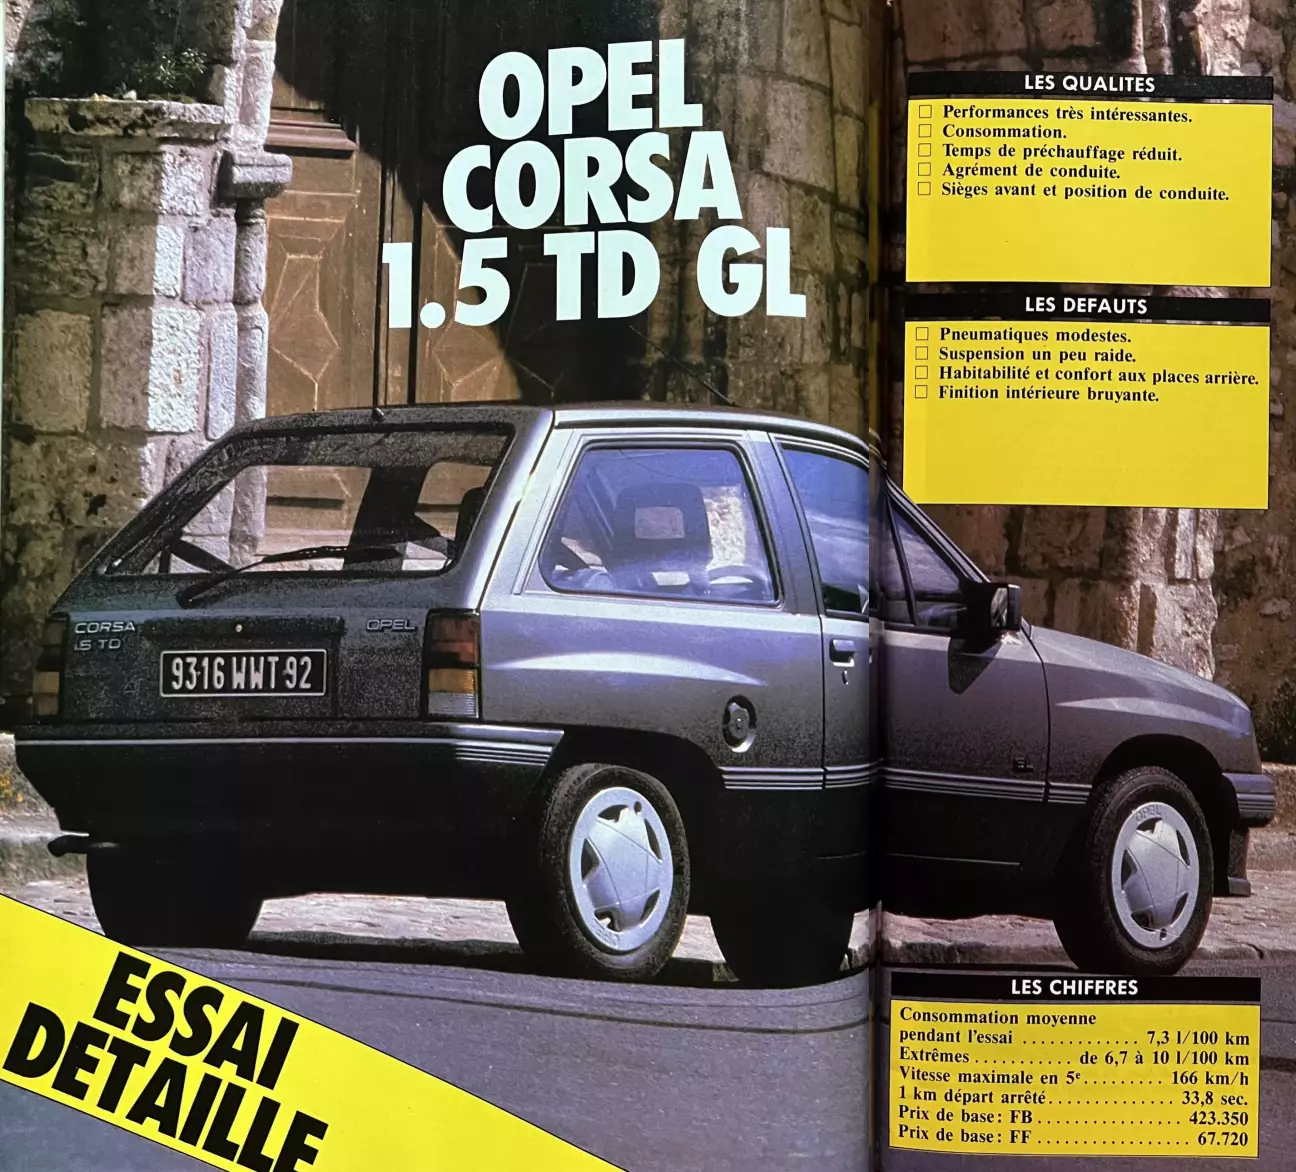 OPEL
CORSA
1.5 TD GL
LES QUALITES
☐ Performances très intéressantes.
☐ Consommation.
☐ Temps de préchauffage réduit.
☐ Agrément de conduite.
☐ Sièges avant et position de conduite.
LES DEFAUTS
☐ Pneumatiques modestes.
☐ Suspension un peu raide.
☐ Habitabilité et confort aux places arrière.
☐ Finition intérieure bruyante.
CORSA
1.5 TD
OPEL
9316 WWT 92
GL
OPEL
OPEL
ESSAI
DETAILLE
LES CHIFFRES
Consommation moyenne
pendant l'essai ............. 7,3 l/100 km
Extrêmes ........... de 6,7 à 10 l/100 km
Vitesse maximale en 5e ......... 166 km/h
1 km départ arrêté .............. 33,8 sec.
Prix de base: FB ................ 423.350
Prix de base: FF ................. 67.720